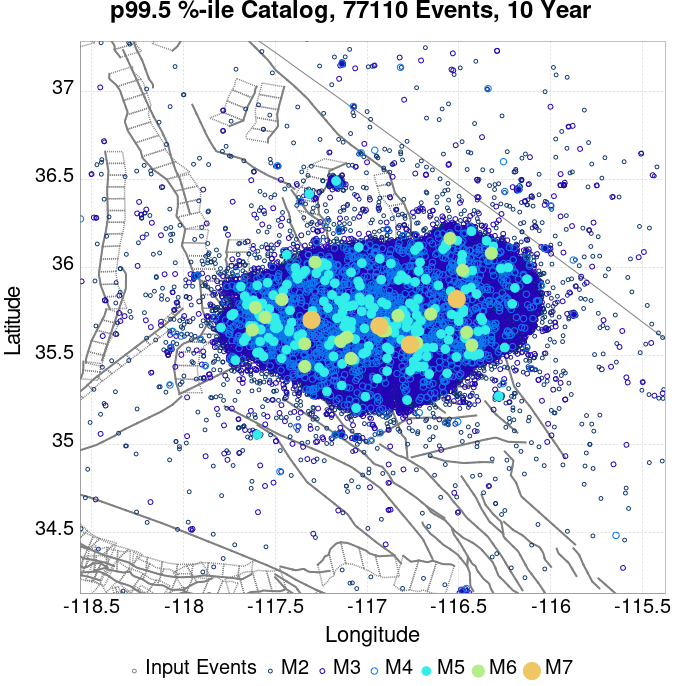 p99.5 %-ile Catalog, 77110 Events, 10 Year
37
36.5
36
35.5
35
34.5
Latitude
-118.5 -118 -117.5 -117 -116.5 -116 -115.5
Longitude
Input Events M2 M3 M4 M5 M6 M7